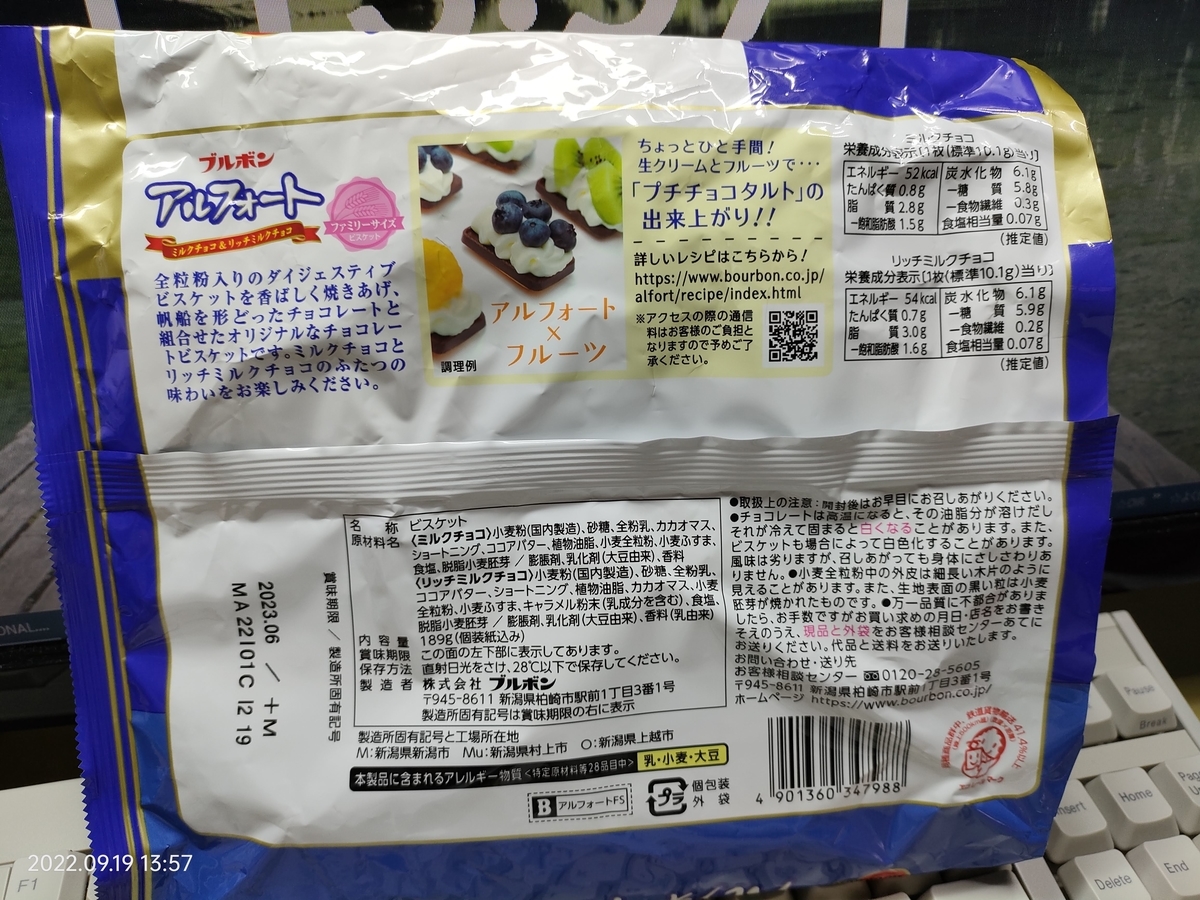 ブルボン
アルフォート
ミルクチョコ&リッチミルクチョコ
ファミリーサイズ
ビスケット
全粒粉入りのダイジェスティブ
ビスケットを香ばしく焼きあげ、
帆船を形どったチョコレートと
組合せたオリジナルなチョコレー
トビスケットです。ミルクチョコと
リッチミルクチョコのふたつの
味わいをお楽しみください。
アルフォート
×
フルーツ
調理例
ちょっとひと手間!
生クリームとフルーツで・・・
「プチチョコタルト」の
出来上がり!!
詳しいレシピはこちらから!
https://www.bourbon.co.jp/
alfort/recipe/index.html
※アクセスの際の通信
料はお客様のご負担と
なりますので予めご了
承ください。
ミルクチョコ
栄養成分表示(1枚(標準10.1g)当り)
エネルギー 52kcal 炭水化物 6.1g
たんぱく質 0.8g −糖質 5.8g
脂質 2.8g −食物繊維 0.3g
−飽和脂肪酸 1.5g 食塩相当量 0.07g
(推定値)
リッチミルクチョコ
栄養成分表示(1枚(標準10.1g)当り)
エネルギー 54kcal 炭水化物 6.1g
たんぱく質 0.7g −糖質 5.9g
脂質 3.0g −食物繊維 0.2g
−飽和脂肪酸 1.6g 食塩相当量 0.07g
(推定値)
賞味期限/製造所固有記号
2023.06 / +M
MA22I01C I2 19
名称 ビスケット
原材料名 〈ミルクチョコ〉小麦粉(国内製造)、砂糖、全粉乳、カカオマス、
ショートニング、ココアバター、植物油脂、小麦全粒粉、小麦ふすま、
食塩、脱脂小麦胚芽/膨脹剤、乳化剤(大豆由来)、香料
〈リッチミルクチョコ〉小麦粉(国内製造)、砂糖、全粉乳、
ココアバター、ショートニング、植物油脂、カカオマス、小麦
全粒粉、小麦ふすま、キャラメル粉末(乳成分を含む)、食塩、
脱脂小麦胚芽/膨脹剤、乳化剤(大豆由来)、香料(乳由来)
内容量 189g(個装紙込み)
賞味期限 この面の左下部に表示してあります。
保存方法 直射日光をさけ、28℃以下で保存してください。
製造者 株式会社 ブルボン
〒945-8611 新潟県柏崎市駅前1丁目3番1号
製造所固有記号は賞味期限の右に表示
製造所固有記号と工場所在地
M:新潟県新潟市 Mu:新潟県村上市 O:新潟県上越市
本製品に含まれるアレルギー物質<特定原材料等28品目中> 乳・小麦・大豆
B アルフォートFS
プラ
個包装
外袋
●取扱上の注意:開封後はお早目にお召しあがりください。
●チョコレートは高温になると、その油脂分が溶けだし
それが冷えて固まると白くなることがあります。また、
ビスケットも場合によって白色化することがあります。
風味は劣りますが、召しあがっても身体にさしさわりあ
りません。●小麦全粒粉中の外皮は細長い木片のように
見えることがあります。また、生地表面の黒い粒は小麦
胚芽が焼かれたものです。●万一品質に不都合がありま
したら、お手数ですがお買い求めの月日・店名をお書き
そえのうえ、現品と外袋をお客様相談センターあてに
お送りください。代品と送料をお送りいたします。
お問い合わせ・送り先
お客様相談センター 0120-28-5605
〒945-8611 新潟県柏崎市駅前1丁目3番1号
ホームページ https://www.bourbon.co.jp/
4 901360 347988
2022.09.19 13:57
F1
Pause
Break
Insert
Home
Delete
End